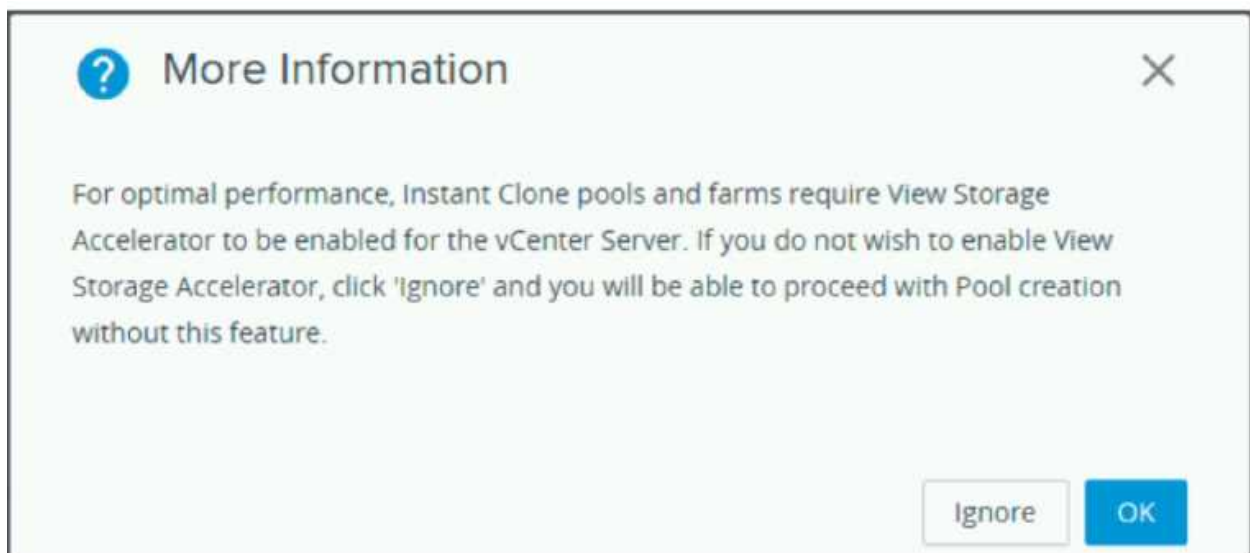 More Information
For optimal performance, Instant Clone pools and farms require View Storage
Accelerator to be enabled for the vCenter Server. If you do not wish to enable View
Storage Accelerator, click 'Ignore' and you will be able to proceed with Pool creation
without this feature.
Ignore OK